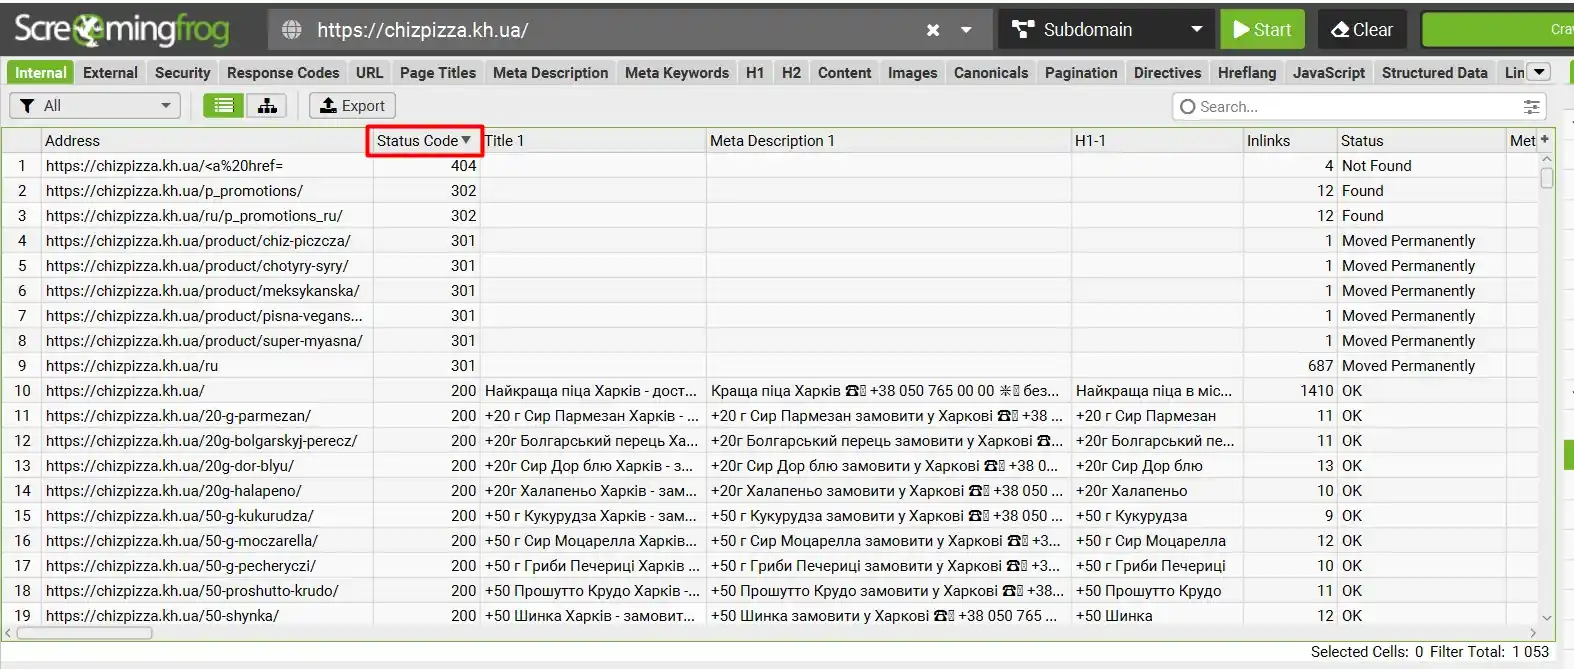 Screamingfrog https://chizpizza.kh.ua/ Subdomain Start Clear Cra
Internal External Security Response Codes URL Page Titles Meta Description Meta Keywords H1 H2 Content Images Canonicals Pagination Directives Hreflang JavaScript Structured Data Lin
All Export Search...
Address Status Code Title 1 Meta Description 1 H1-1 Inlinks Status Met
1 https://chizpizza.kh.ua/<a%20href= 404 4 Not Found
2 https://chizpizza.kh.ua/p_promotions/ 302 12 Found
3 https://chizpizza.kh.ua/ru/p_promotions_ru/ 302 12 Found
4 https://chizpizza.kh.ua/product/chiz-piczcza/ 301 1 Moved Permanently
5 https://chizpizza.kh.ua/product/chotyry-syry/ 301 1 Moved Permanently
6 https://chizpizza.kh.ua/product/meksykanska/ 301 1 Moved Permanently
7 https://chizpizza.kh.ua/product/pisna-vegans... 301 1 Moved Permanently
8 https://chizpizza.kh.ua/product/super-myasna/ 301 1 Moved Permanently
9 https://chizpizza.kh.ua/ru 301 687 Moved Permanently
10 https://chizpizza.kh.ua/ 200 Найкраща піца Харків - дост... Краща піца Харків ☎ +38 050 765 00 00 ✳ без... Найкраща піца в міс... 1410 OK
11 https://chizpizza.kh.ua/20-g-parmezan/ 200 +20 г Сир Пармезан Харків - ... +20 г Сир Пармезан замовити у Харкові ☎ +38 ... +20 г Сир Пармезан 11 OK
12 https://chizpizza.kh.ua/20g-bolgarskyj-perecz/ 200 +20г Болгарський перець Ха... +20г Болгарський перець замовити у Харкові ☎... +20г Болгарський пе... 11 OK
13 https://chizpizza.kh.ua/20g-dor-blyu/ 200 +20г Сир Дор блю Харків - з... +20г Сир Дор блю замовити у Харкові ☎ +38 0... +20г Сир Дор блю 13 OK
14 https://chizpizza.kh.ua/20g-halapeno/ 200 +20г Халапеньо Харків - зам... +20г Халапеньо замовити у Харкові ☎ +38 050 ... +20г Халапеньо 10 OK
15 https://chizpizza.kh.ua/50-g-kukurudza/ 200 +50 г Кукурудза Харків - зам... +50 г Кукурудза замовити у Харкові ☎ +38 050 ... +50 г Кукурудза 9 OK
16 https://chizpizza.kh.ua/50-g-moczarella/ 200 +50 г Сир Моцарелла Харків... +50 г Сир Моцарелла замовити у Харкові ☎ +3... +50 г Сир Моцарелла 12 OK
17 https://chizpizza.kh.ua/50-g-pecheryczi/ 200 +50 г Гриби Печериці Харків ... +50 г Гриби Печериці замовити у Харкові ☎ +3... +50 г Гриби Печериці 10 OK
18 https://chizpizza.kh.ua/50-proshutto-krudo/ 200 +50 Прошутто Крудо Харків -... +50 Прошутто Крудо замовити у Харкові ☎ +38... +50 Прошутто Крудо 11 OK
19 https://chizpizza.kh.ua/50-shynka/ 200 +50 Шинка Харків - замовит... +50 Шинка замовити у Харкові ☎ +38 050 765 ... +50 Шинка 12 OK
Selected Cells: 0 Filter Total: 1 053